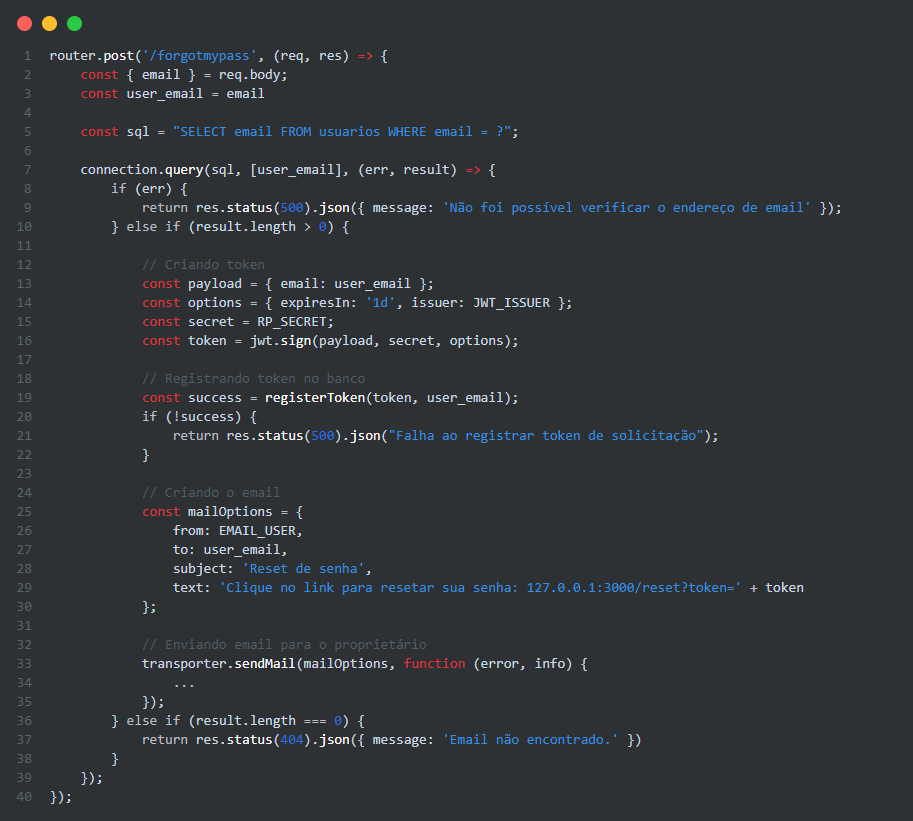 1 router.post('/forgotmypass', (req, res) => {
2     const { email } = req.body;
3     const user_email = email
4
5     const sql = "SELECT email FROM usuarios WHERE email = ?";
6
7     connection.query(sql, [user_email], (err, result) => {
8         if (err) {
9             return res.status(500).json({ message: 'Não foi possível verificar o endereço de email' });
10         } else if (result.length > 0) {
11
12             // Criando token
13             const payload = { email: user_email };
14             const options = { expiresIn: '1d', issuer: JWT_ISSUER };
15             const secret = RP_SECRET;
16             const token = jwt.sign(payload, secret, options);
17
18             // Registrando token no banco
19             const success = registerToken(token, user_email);
20             if (!success) {
21                 return res.status(500).json("Falha ao registrar token de solicitação");
22             }
23
24             // Criando o email
25             const mailOptions = {
26                 from: EMAIL_USER,
27                 to: user_email,
28                 subject: 'Reset de senha',
29                 text: 'Clique no link para resetar sua senha: 127.0.0.1:3000/reset?token=' + token
30             };
31
32             // Enviando email para o proprietário
33             transporter.sendMail(mailOptions, function (error, info) {
34                 ...
35             });
36         } else if (result.length === 0) {
37             return res.status(404).json({ message: 'Email não encontrado.' })
38         }
39     });
40 });